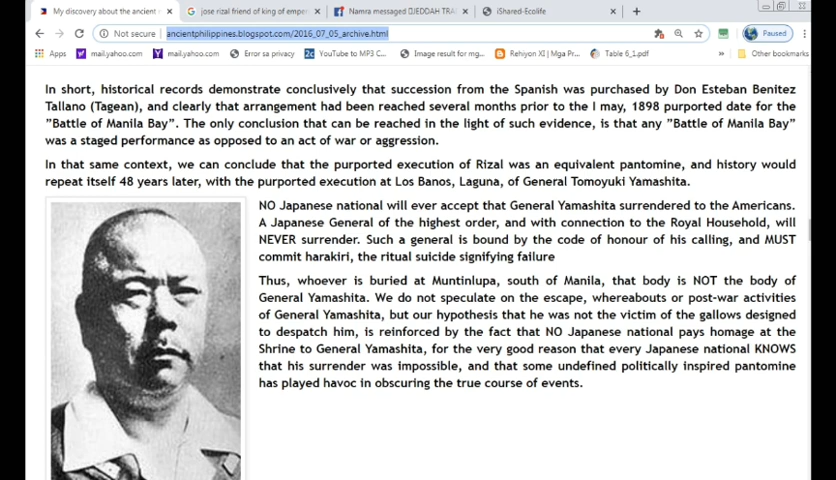 My discovery about the ancient
jose rizal friend of king of empe
Namra messaged JEDDAH TRA
iShared-Ecolife
Not secure
ancientphilippines.blogspot.com/2016_07_05_archive.html
Paused
Apps
mail.yahoo.com
mail.yahoo.com
Error sa privacy
YouTube to MP3 C...
Image result for mg...
Rehiyon XI | Mga Pr...
Table 6_1.pdf
»
Other bookmarks
In short, historical records demonstrate conclusively that succession from the Spanish was purchased by Don Esteban Benitez
Tallano (Tagean), and clearly that arrangement had been reached several months prior to the I may, 1898 purported date for the
"Battle of Manila Bay”. The only conclusion that can be reached in the light of such evidence, is that any "Battle of Manila Bay”
was a staged performance as opposed to an act of war or aggression.
In that same context, we can conclude that the purported execution of Rizal was an equivalent pantomine, and history would
repeat itself 48 years later, with the purported execution at Los Banos, Laguna, of General Tomoyuki Yamashita.
NO Japanese national will ever accept that General Yamashita surrendered to the Americans.
A Japanese General of the highest order, and with connection to the Royal Household, will
NEVER surrender. Such a general is bound by the code of honour of his calling, and MUST
commit harakiri, the ritual suicide signifying failure
Thus, whoever is buried at Muntinlupa, south of Manila, that body is NOT the body of
General Yamashita. We do not speculate on the escape, whereabouts or post-war activities
of General Yamashita, but our hypothesis that he was not the victim of the gallows designed
to despatch him, is reinforced by the fact that NO Japanese national pays homage at the
Shrine to General Yamashita, for the very good reason that every Japanese national KNOWS
that his surrender was impossible, and that some undefined politically inspired pantomine
has played havoc in obscuring the true course of events.